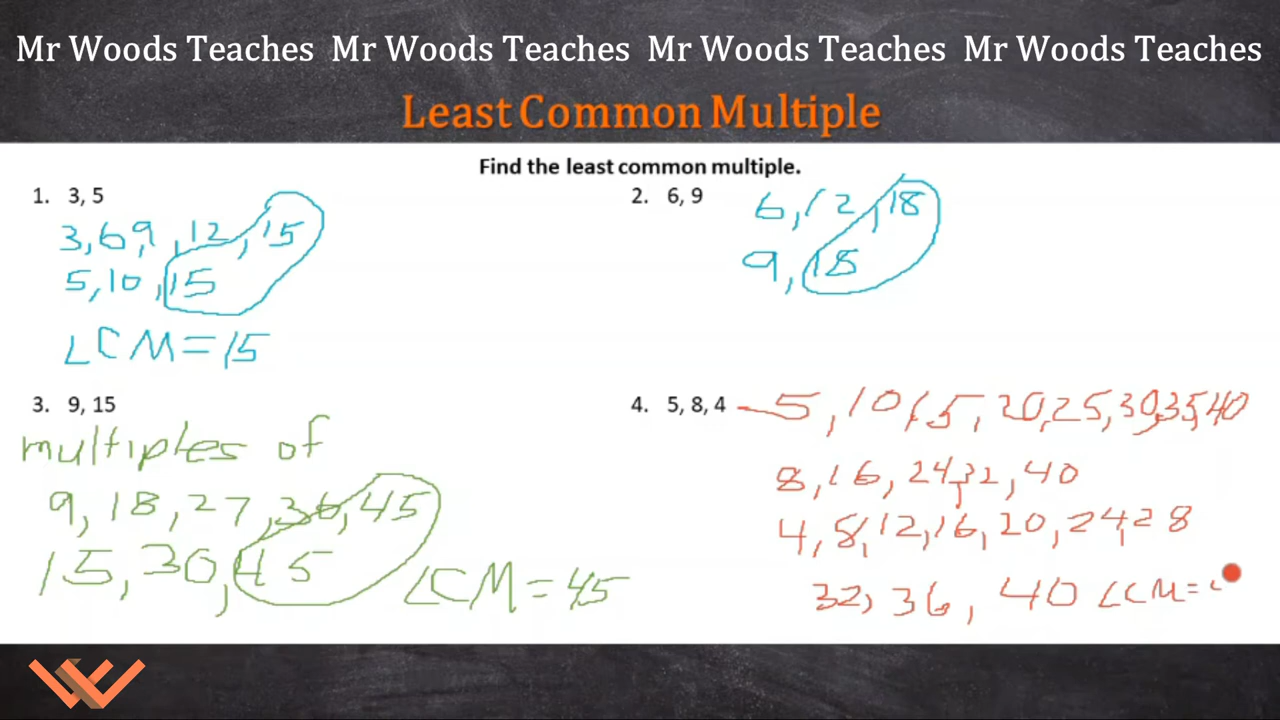 Mr Woods Teaches Mr Woods Teaches Mr Woods Teaches Mr Woods Teaches
Least Common Multiple
Find the least common multiple.
1. 3, 5
3, 6, 9, 12, 15
5, 10, 15
LCM = 15
2. 6, 9
6, 12, 18
9, 18
3. 9, 15
multiples of
9, 18, 27, 36, 45
15, 30, 45
LCM = 45
4. 5, 8, 4
5, 10, 15, 20, 25, 30, 35, 40
8, 16, 24, 32, 40
4, 8, 12, 16, 20, 24, 28
32, 36, 40 LCM =